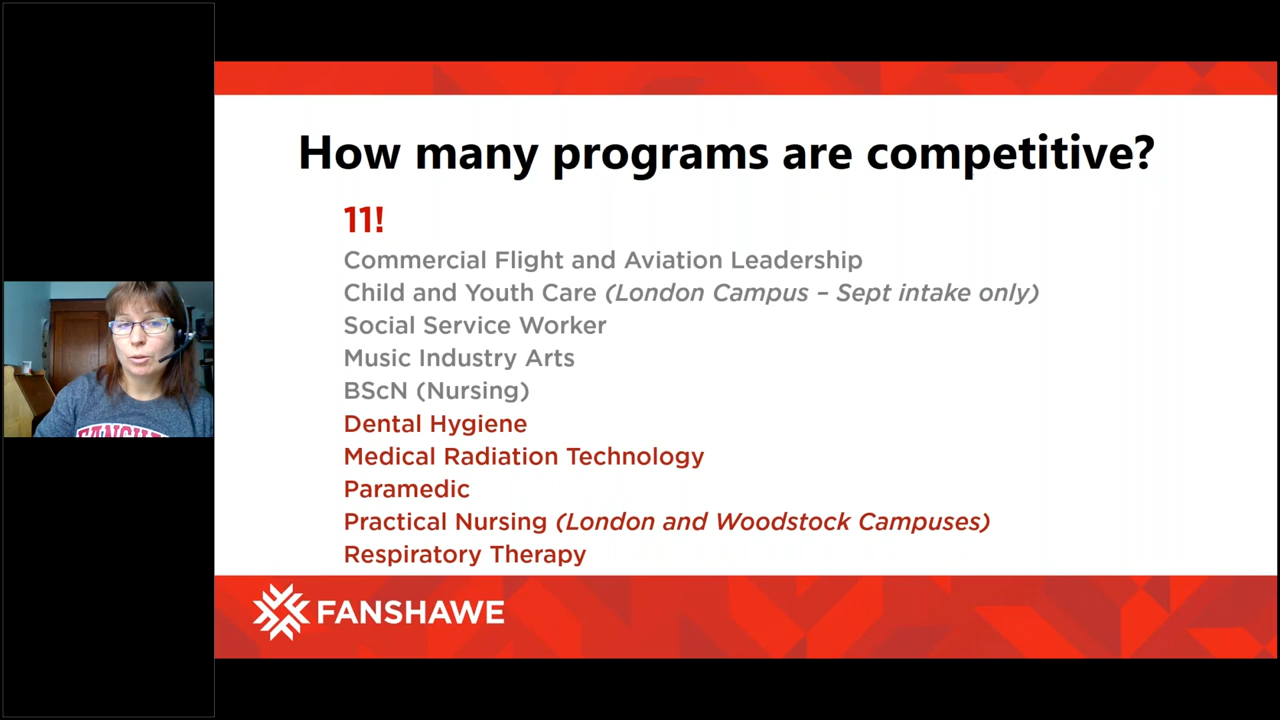 How many programs are competitive?
11!
Commercial Flight and Aviation Leadership
Child and Youth Care (London Campus – Sept intake only)
Social Service Worker
Music Industry Arts
BScN (Nursing)
Dental Hygiene
Medical Radiation Technology
Paramedic
Practical Nursing (London and Woodstock Campuses)
Respiratory Therapy
FANSHAWE